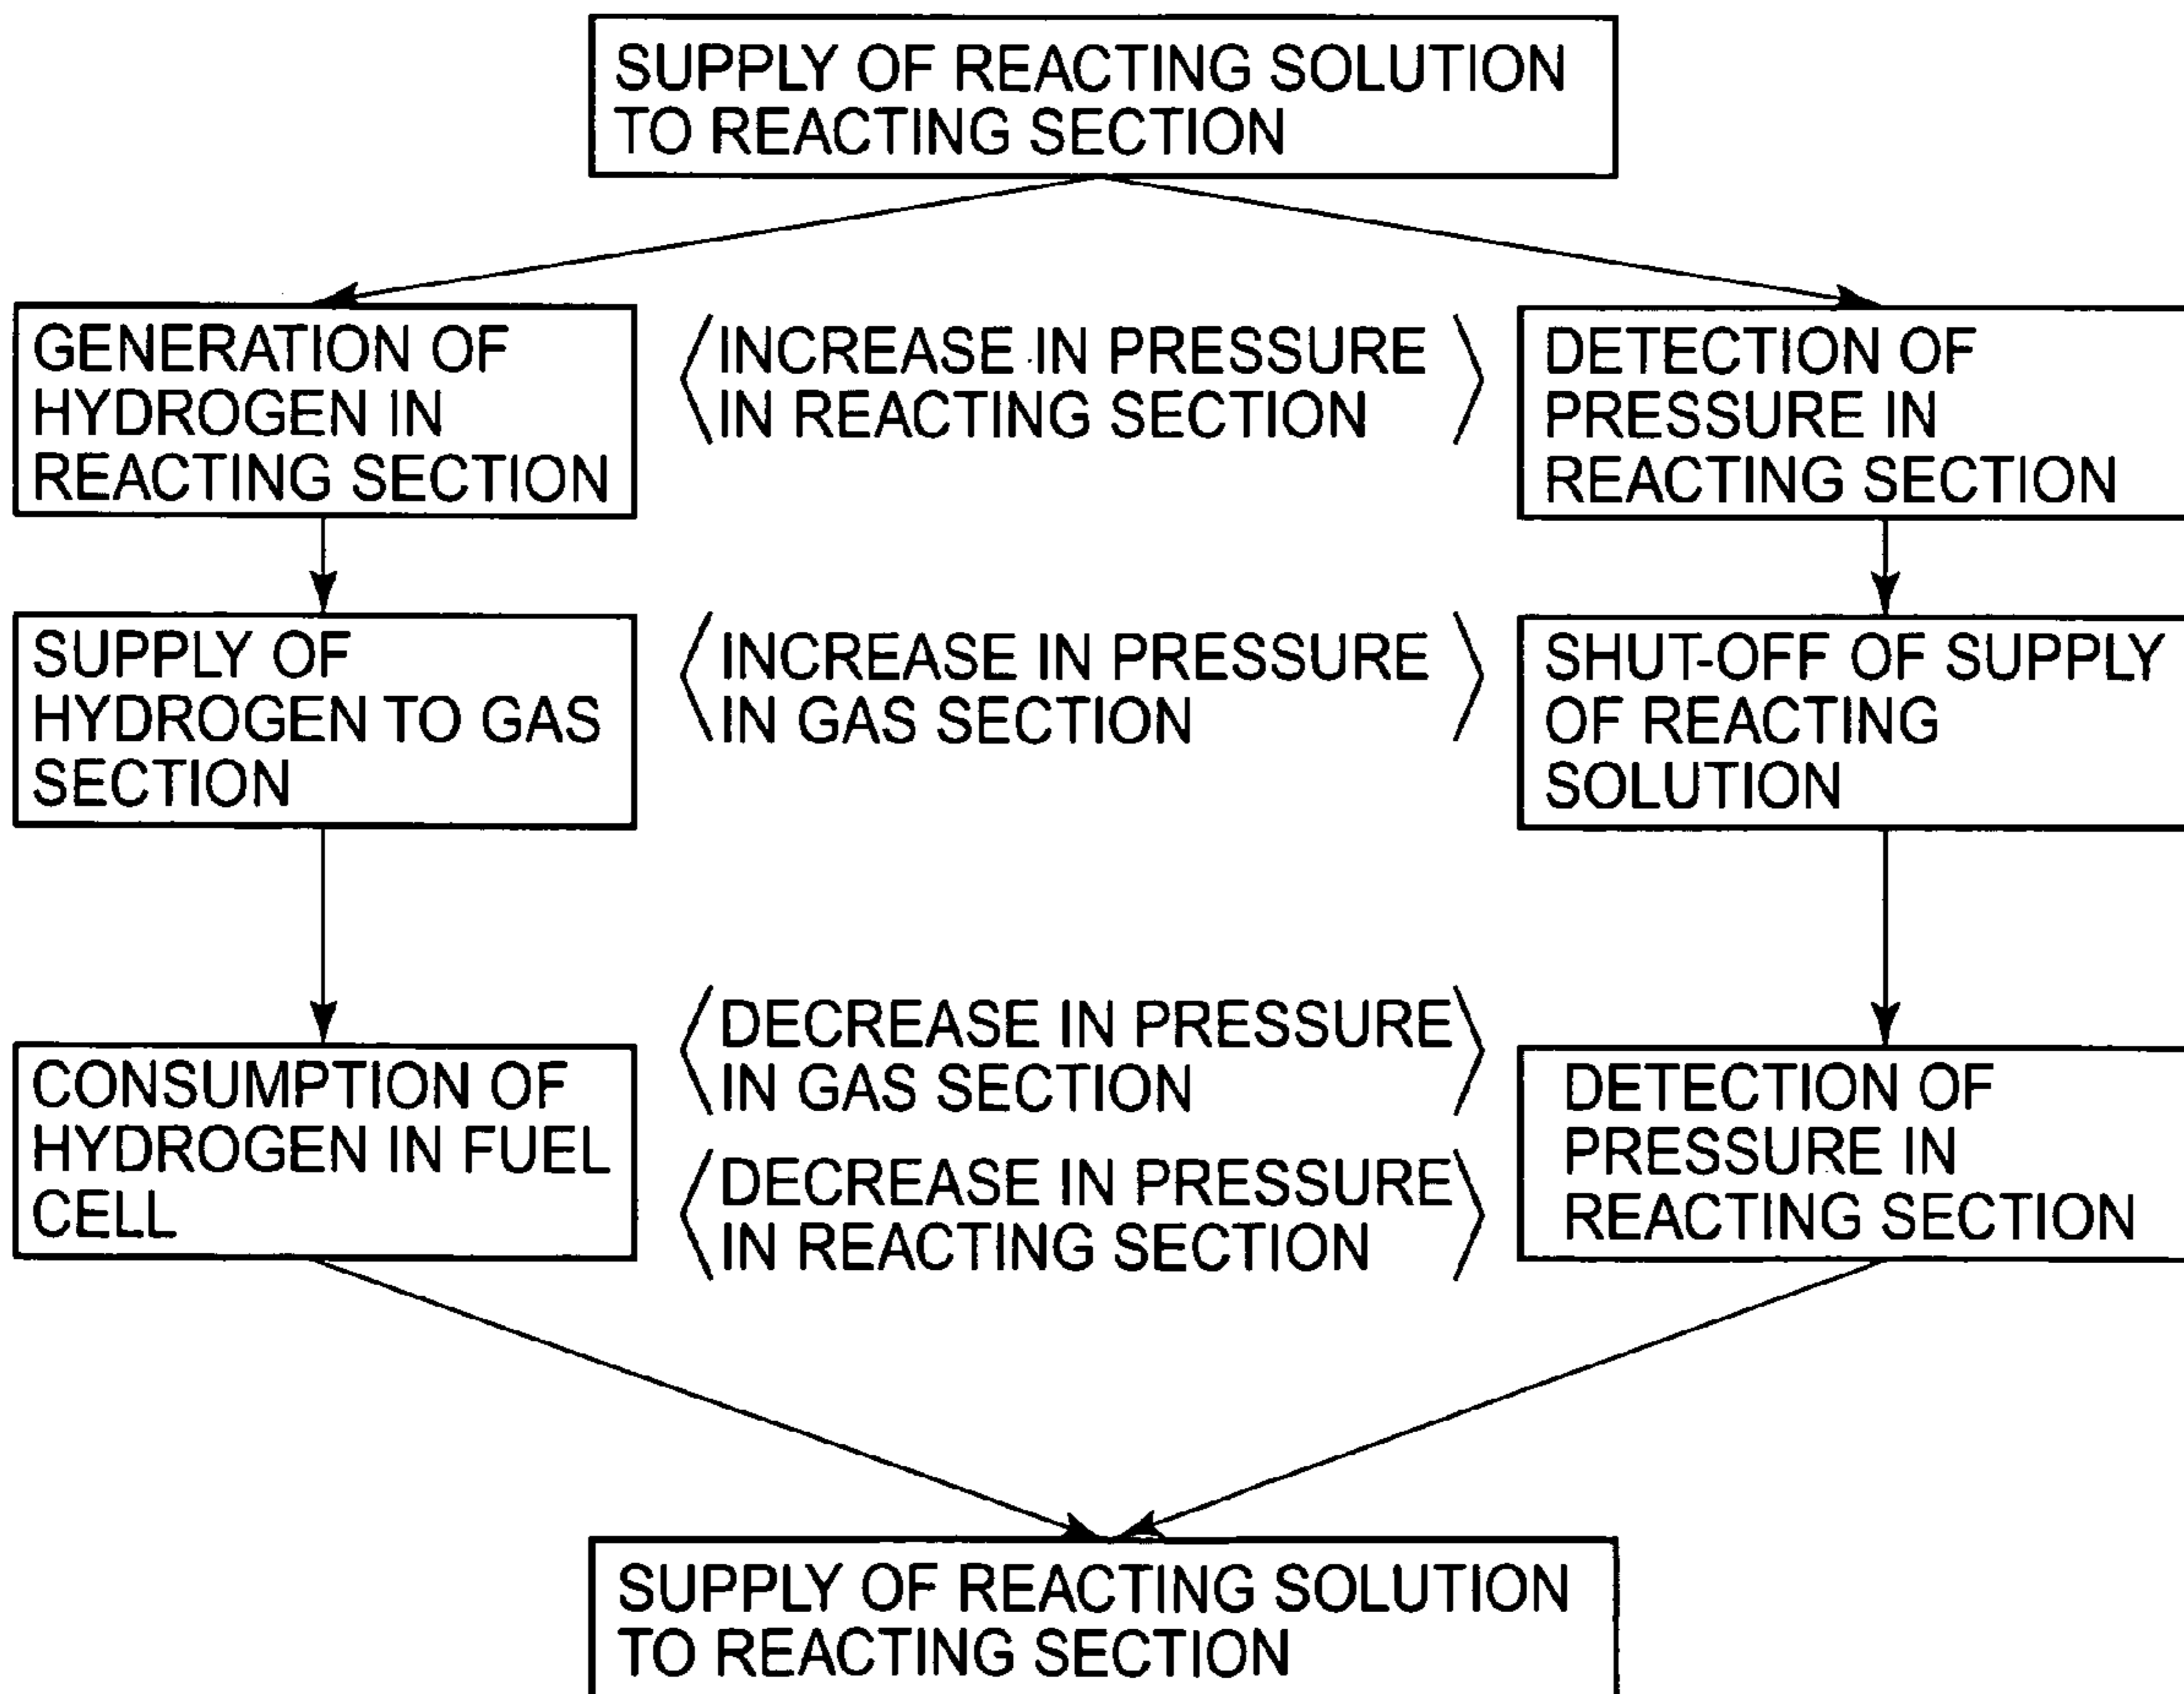 SUPPLY OF REACTING SOLUTION
TO REACTING SECTION
GENERATION OF
HYDROGEN IN
REACTING SECTION
INCREASE IN PRESSURE
IN REACTING SECTION
DETECTION OF
PRESSURE IN
REACTING SECTION
SUPPLY OF
HYDROGEN TO GAS
SECTION
INCREASE IN PRESSURE
IN GAS SECTION
SHUT-OFF OF SUPPLY
OF REACTING
SOLUTION
CONSUMPTION OF
HYDROGEN IN FUEL
CELL
DECREASE IN PRESSURE
IN GAS SECTION
DECREASE IN PRESSURE
IN REACTING SECTION
DETECTION OF
PRESSURE IN
REACTING SECTION
SUPPLY OF REACTING SOLUTION
TO REACTING SECTION